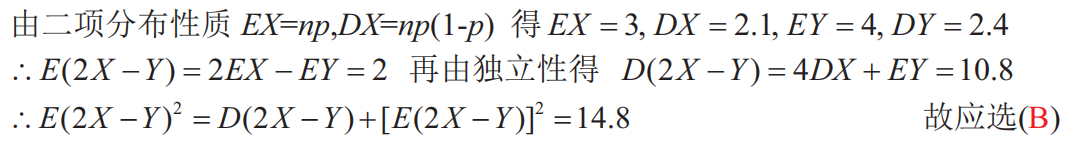 由二项分布性质 EX=np,DX=np(1-p) 得 EX = 3, DX = 2.1, EY = 4, DY = 2.4
∴ E(2X − Y) = 2EX − EY = 2 再由独立性得 D(2X − Y) = 4DX + EY = 10.8
∴ E(2X − Y)² = D(2X − Y)+[E(2X − Y)]² = 14.8 故应选(B)